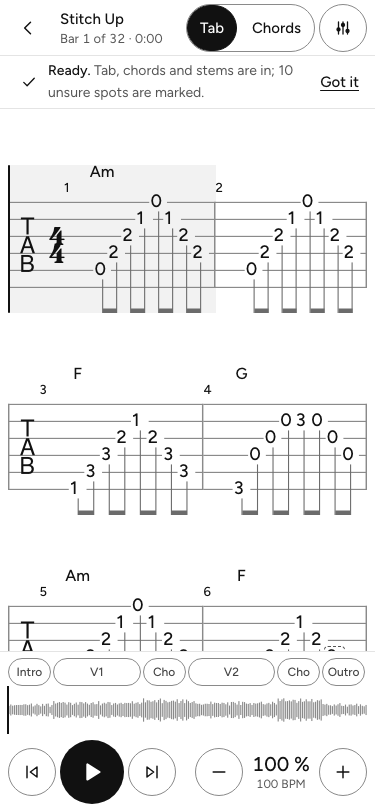 Stitch Up
Bar 1 of 32 · 0:00
Tab Chords
Ready. Tab, chords and stems are in; 10
unsure spots are marked.
Got it
Am
1 2
T
A
B
4
4
0 2 2 1 0 1 2 2
0 2 2 1 0 1 2 2
F G
3 4
T
A
B
1 3 3 2 1 2 3 3
3 0 0 0 3 0 0 0
Am F
5 6
T
A
2 1 0 1 2
2 1 2
Intro V1 Cho V2 Cho Outro
100 %
100 BPM